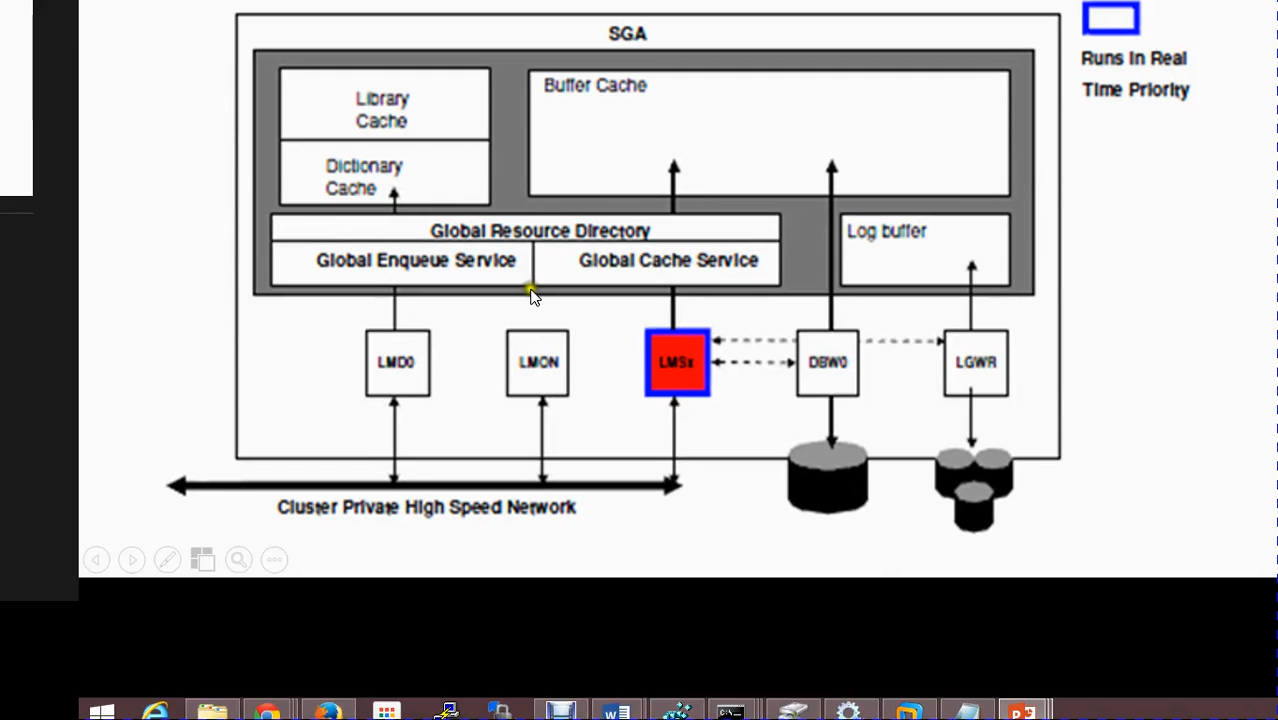 SGA
Runs In Real
Time Priority
Library
Cache
Buffer Cache
Dictionary
Cache
Global Resource Directory
Log buffer
Global Enqueue Service
Global Cache Service
LMD0
LMON
LMSx
DBW0
LGWR
Cluster Private High Speed Network